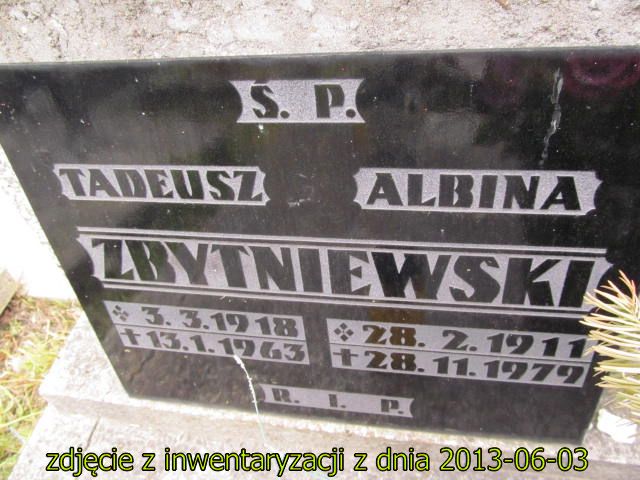 Ś. P.
TADEUSZ ALBINA
ZBYTNIEWSKI
3. 3. 1918 28. 2. 1911
†13. 1. 1963 †28. 11. 1979
R. I. P.
zdjęcie z inwentaryzacji z dnia 2013-06-03